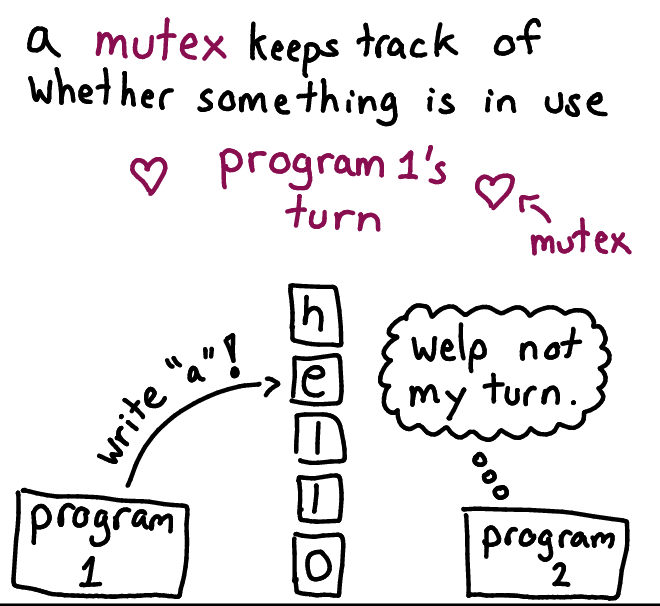 a mutex keeps track of
whether something is in use
program 1's
turn
mutex
h
e
l
l
o
write "a"!
welp not
my turn.
program
1
program
2